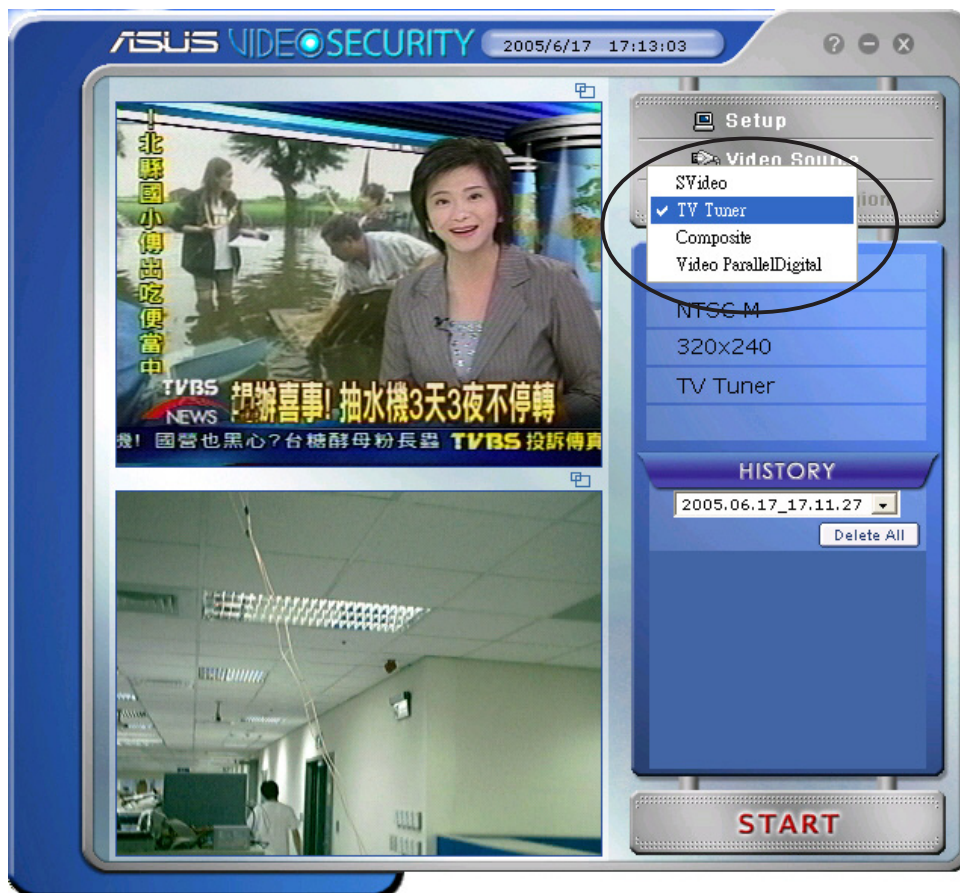 ASUS VIDEOSECURITY 2005/6/17 17:13:03
Setup
Video Source
SVideo
TV Tuner
Composite
Video ParallelDigital
NTSC M
320x240
TV Tuner
HISTORY
2005.06.17_17.11.27
Delete All
START
!北縣國小傳出吃便當中
TVBS
NEWS
辦喜事!抽水機3天3夜不停轉
機! 國營也黑心?台糖酵母粉長蟲 TVBS 投訴傳真